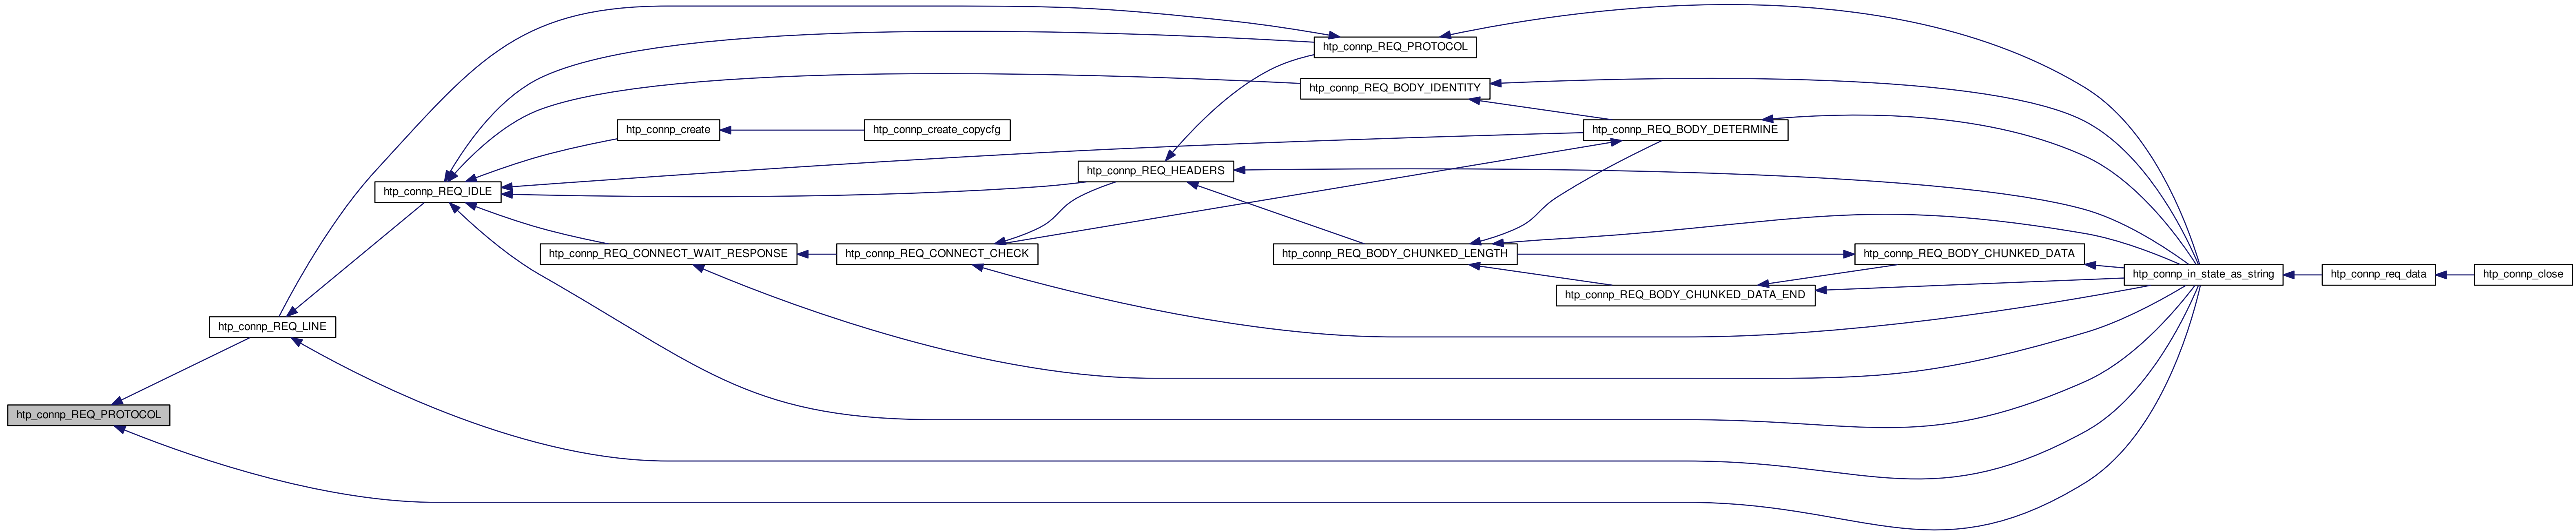 htp_connp_REQ_PROTOCOL
htp_connp_REQ_BODY_IDENTITY
htp_connp_create
htp_connp_create_copycfg
htp_connp_REQ_BODY_DETERMINE
htp_connp_REQ_HEADERS
htp_connp_REQ_IDLE
htp_connp_REQ_CONNECT_WAIT_RESPONSE
htp_connp_REQ_CONNECT_CHECK
htp_connp_REQ_BODY_CHUNKED_LENGTH
htp_connp_REQ_BODY_CHUNKED_DATA
htp_connp_in_state_as_string
htp_connp_req_data
htp_connp_close
htp_connp_REQ_BODY_CHUNKED_DATA_END
htp_connp_REQ_LINE
htp_connp_REQ_PROTOCOL